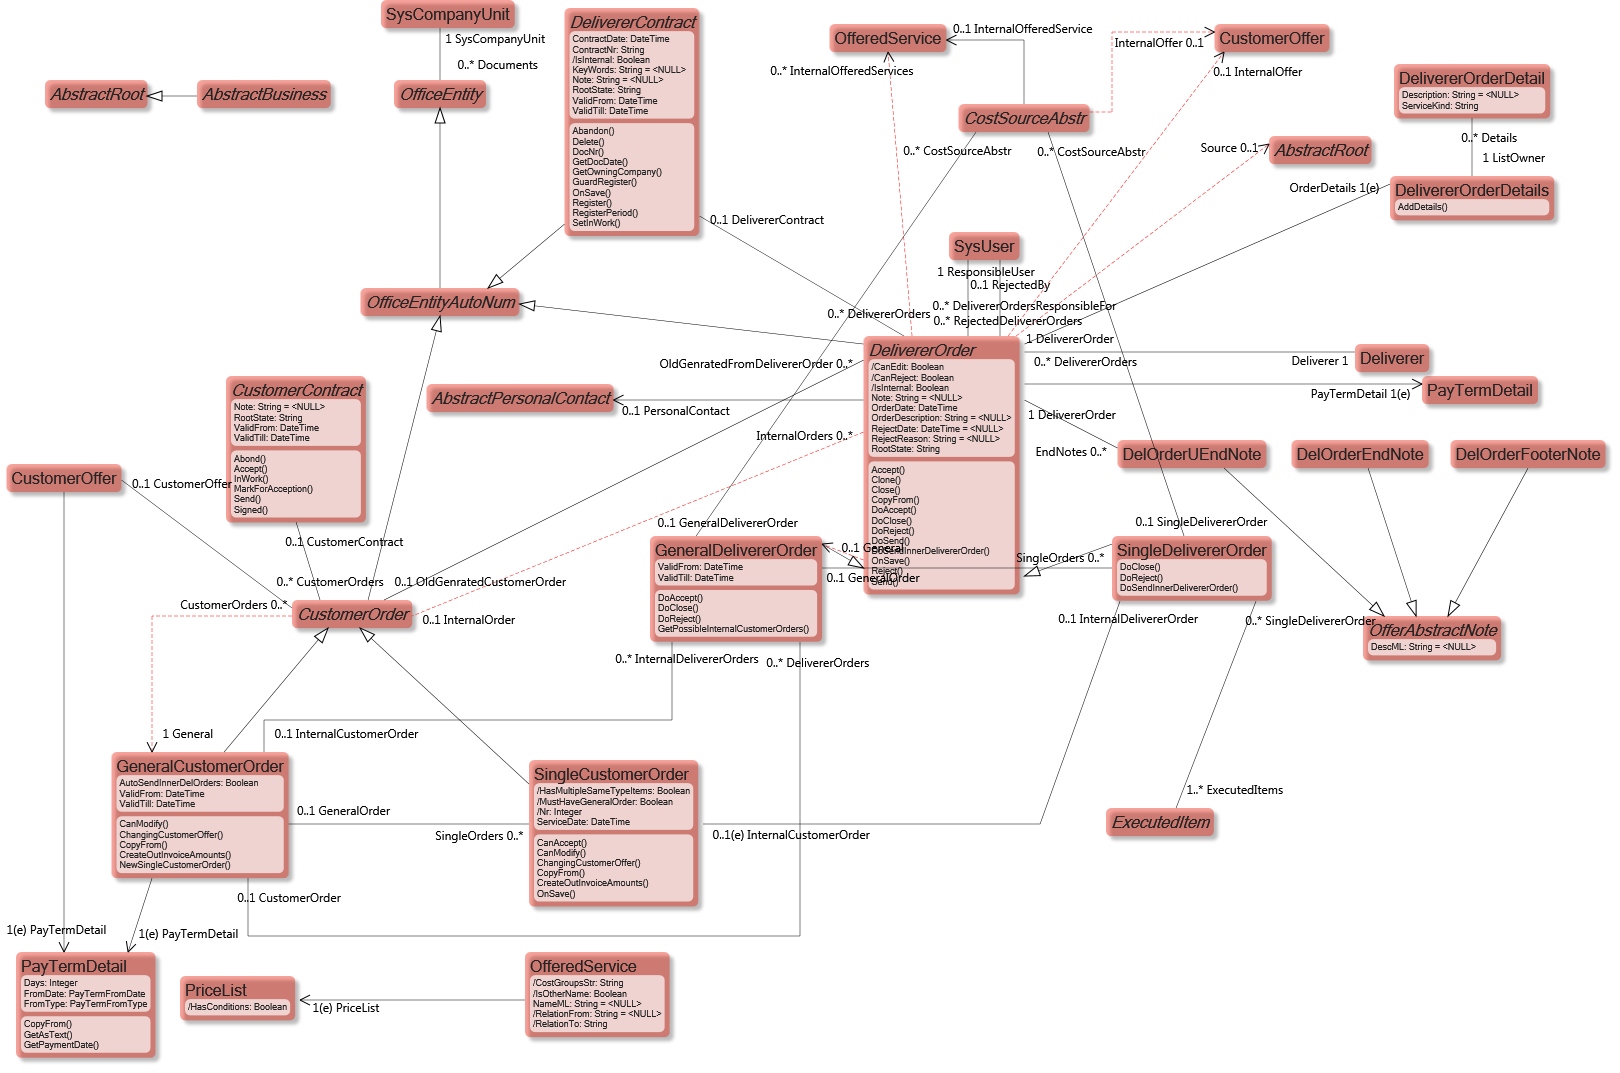 SysCompanyUnit
1 SysCompanyUnit
0..* Documents
AbstractRoot
AbstractBusiness
OfficeEntity
DelivererContract
ContractDate: DateTime
ContractNr: String
/IsInternal: Boolean
KeyWords: String = <NULL>
Note: String = <NULL>
RootState: String
ValidFrom: DateTime
ValidTill: DateTime
Abandon()
Delete()
DocNr()
GetDocDate()
GetOwningCompany()
GuardRegister()
OnSave()
Register()
RegisterPeriod()
SetInWork()
0..1 DelivererContract
OfferedService
0..1 InternalOfferedService
0..* InternalOfferedServices
InternalOffer 0..1
CustomerOffer
0..1 InternalOffer
CostSourceAbstr
0..* CostSourceAbstr
0..* CostSourceAbstr
Source 0..1
AbstractRoot
DelivererOrderDetail
Description: String = <NULL>
ServiceKind: String
0..* Details
1 ListOwner
OrderDetails 1(e)
DelivererOrderDetails
AddDetails()
SysUser
1 ResponsibleUser
0..1 RejectedBy
0..* DelivererOrdersResponsibleFor
0..* RejectedDelivererOrders
0..* DelivererOrders
OfficeEntityAutoNum
DelivererOrder
/CanEdit: Boolean
/CanReject: Boolean
/IsInternal: Boolean
Note: String = <NULL>
OrderDate: DateTime
OrderDescription: String = <NULL>
RejectDate: DateTime = <NULL>
RejectReason: String = <NULL>
RootState: String
Accept()
Clone()
Close()
CopyFrom()
DoAccept()
DoClose()
DoReject()
DoSend()
DoSendInnerDelivererOrder()
OnSave()
Reject()
Send()
1 DelivererOrder
0..* DelivererOrders
Deliverer 1
Deliverer
PayTermDetail 1(e)
PayTermDetail
1 DelivererOrder
EndNotes 0..*
DelOrderUEndNote
DelOrderEndNote
DelOrderFooterNote
OldGenratedFromDelivererOrder 0..*
AbstractPersonalContact
0..1 PersonalContact
InternalOrders 0..*
CustomerContract
Note: String = <NULL>
RootState: String
ValidFrom: DateTime
ValidTill: DateTime
Abond()
Accept()
InWork()
MarkForAcception()
Send()
Signed()
CustomerOffer
0..1 CustomerOffer
0..1 CustomerContract
0..* CustomerOrders
0..1 OldGenratedCustomerOrder
CustomerOrders 0..*
CustomerOrder
0..1 InternalOrder
0..1 GeneralDelivererOrder
GeneralDelivererOrder
ValidFrom: DateTime
ValidTill: DateTime
DoAccept()
DoClose()
DoReject()
GetPossibleInternalCustomerOrders()
0..1 General
0..1 GeneralOrder
SingleOrders 0..*
0..1 SingleDelivererOrder
SingleDelivererOrder
DoClose()
DoReject()
DoSendInnerDelivererOrder()
0..1 InternalDelivererOrder
0..* SingleDelivererOrder
OfferAbstractNote
DescML: String = <NULL>
0..* InternalDelivererOrders
0..* DelivererOrders
1 General
0..1 InternalCustomerOrder
GeneralCustomerOrder
AutoSendInnerDelOrders: Boolean
ValidFrom: DateTime
ValidTill: DateTime
CanModify()
ChangingCustomerOffer()
CopyFrom()
CreateOutInvoiceAmounts()
NewSingleCustomerOrder()
0..1 GeneralOrder
SingleOrders 0..*
SingleCustomerOrder
/HasMultipleSameTypeItems: Boolean
/MustHaveGeneralOrder: Boolean
/Nr: Integer
ServiceDate: DateTime
CanAccept()
CanModify()
ChangingCustomerOffer()
CopyFrom()
CreateOutInvoiceAmounts()
OnSave()
0..1(e) InternalCustomerOrder
1..* ExecutedItems
ExecutedItem
0..1 CustomerOrder
1(e) PayTermDetail
1(e) PayTermDetail
PayTermDetail
Days: Integer
FromDate: PayTermFromDate
FromType: PayTermFromType
CopyFrom()
GetAsText()
GetPaymentDate()
PriceList
/HasConditions: Boolean
1(e) PriceList
OfferedService
/CostGroupsStr: String
/IsOtherName: Boolean
NameML: String = <NULL>
/RelationFrom: String = <NULL>
/RelationTo: String